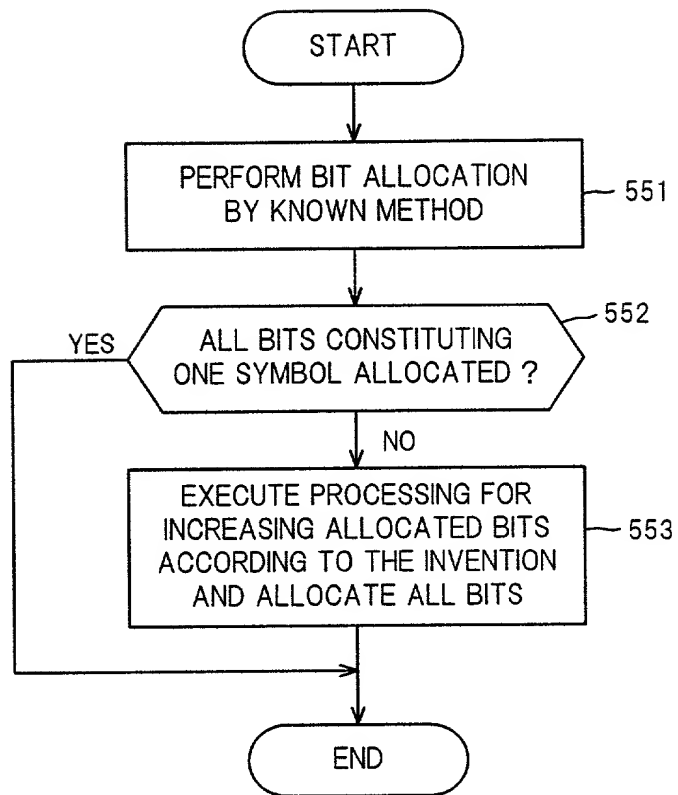 START
PERFORM BIT ALLOCATION
BY KNOWN METHOD
551
552
YES
ALL BITS CONSTITUTING
ONE SYMBOL ALLOCATED ?
NO
EXECUTE PROCESSING FOR
INCREASING ALLOCATED BITS
ACCORDING TO THE INVENTION
AND ALLOCATE ALL BITS
553
END